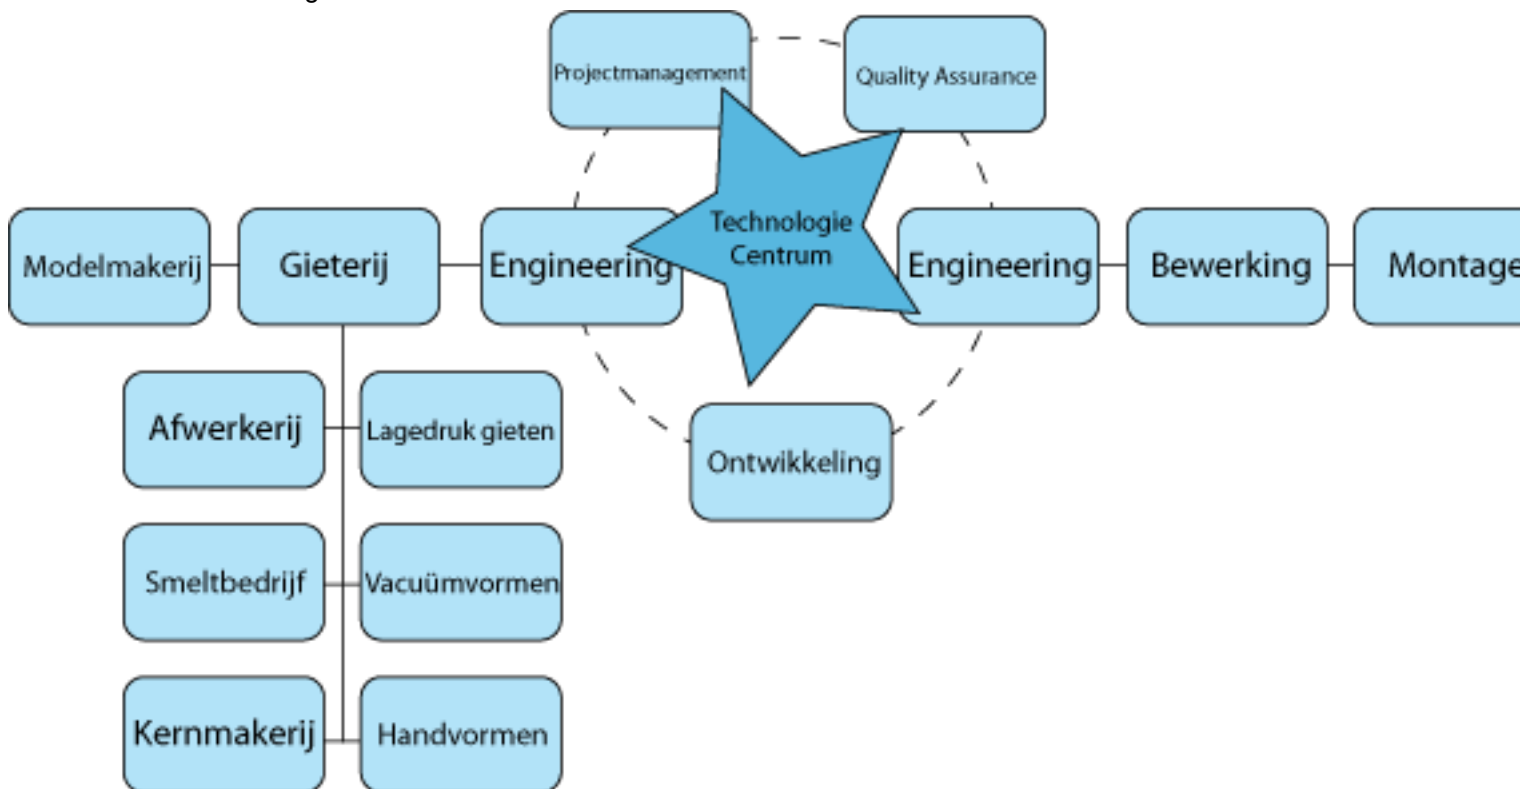 Projectmanagement
Quality Assurance
Technologie
Centrum
Modelmakerij
Gieterij
Engineering
Engineering
Bewerking
Montage
Afwerkerij
Lagedruk gieten
Ontwikkeling
Smeltbedrijf
Vacuümvormen
Kernmakerij
Handvormen